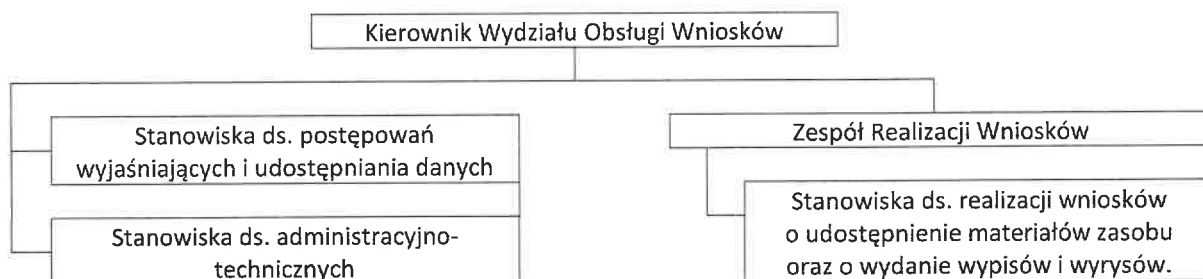 Kierownik Wydziału Obsługi Wniosków
Stanowiska ds. postępowań
wyjaśniających i udostępniania danych
Stanowiska ds. administracyjno-
technicznych
Zespół Realizacji Wniosków
Stanowiska ds. realizacji wniosków
o udostępnienie materiałów zasobu
oraz o wydanie wypisów i wyrysów.